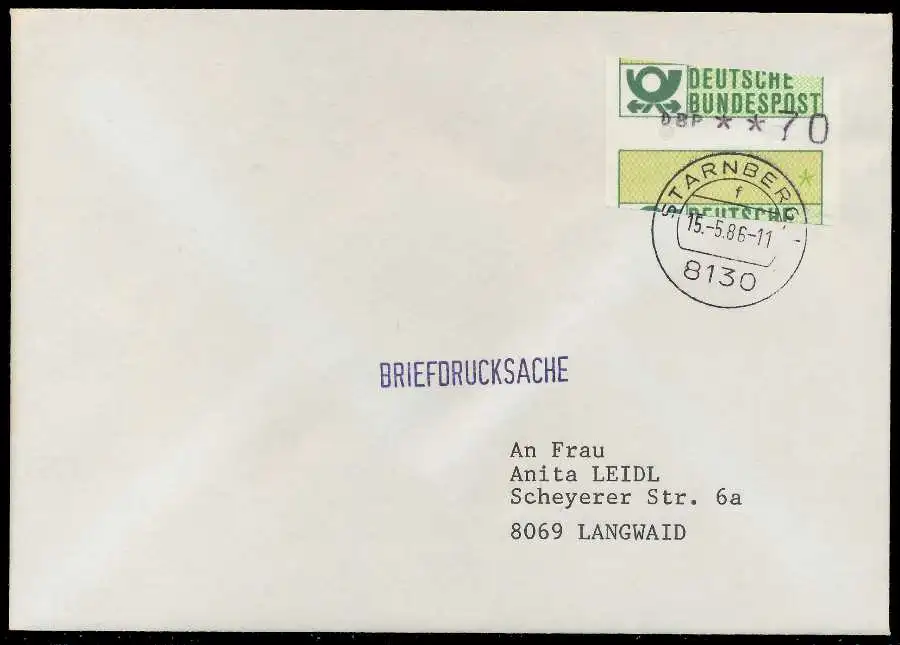 DEUTSCHE
BUNDESPOST
DBP **70
*
DEUTSCHE
STARNBERG
f
15.-5.86-11
8130
BRIEFDRUCKSACHE
An Frau
Anita LEIDL
Scheyerer Str. 6a
8069 LANGWAID